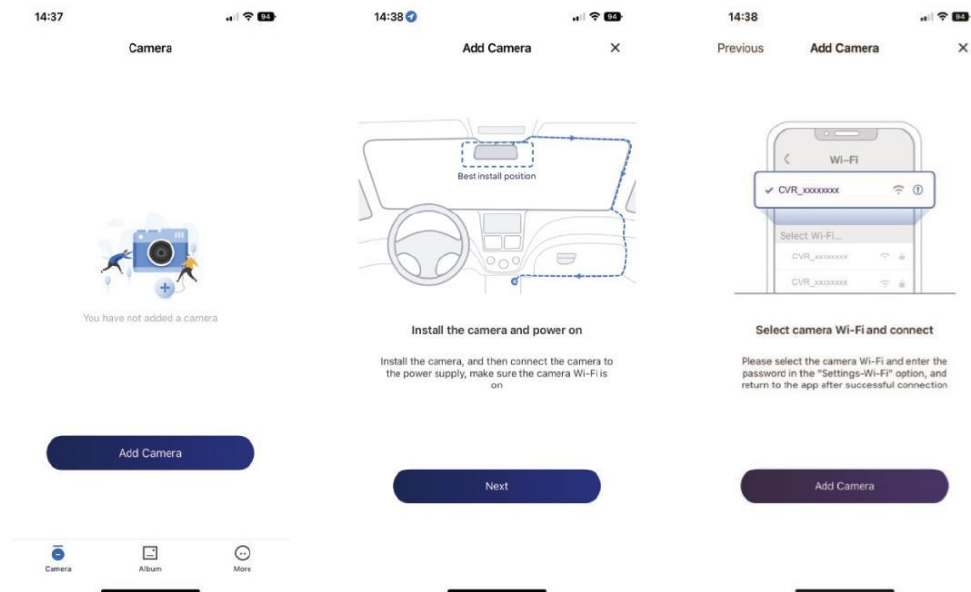 14:37
94
Camera
You have not added a camera
Add Camera
Camera
Album
More
14:38
94
Add Camera
Best install position
Install the camera and power on
Install the camera, and then connect the camera to
the power supply, make sure the camera Wi-Fi is
on
Next
14:38
94
Previous
Add Camera
Wi-Fi
CVR_xxxxxxxx
Select Wi-Fi...
CVR_xxxxxxxx
CVR_xxxxxxxx
Select camera Wi-Fi and connect
Please select the camera Wi-Fi and enter the
password in the "Settings-Wi-Fi" option, and
return to the app after successful connection
Add Camera